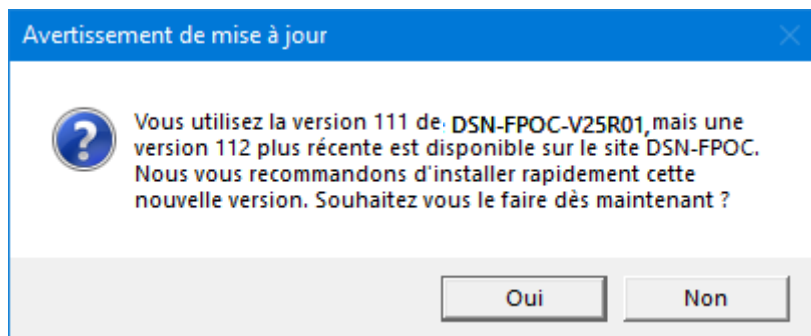 Avertissement de mise à jour
Vous utilisez la version 111 de DSN-FPOC-V25R01, mais une
version 112 plus récente est disponible sur le site DSN-FPOC.
Nous vous recommandons d'installer rapidement cette
nouvelle version. Souhaitez vous le faire dès maintenant ?
Oui
Non